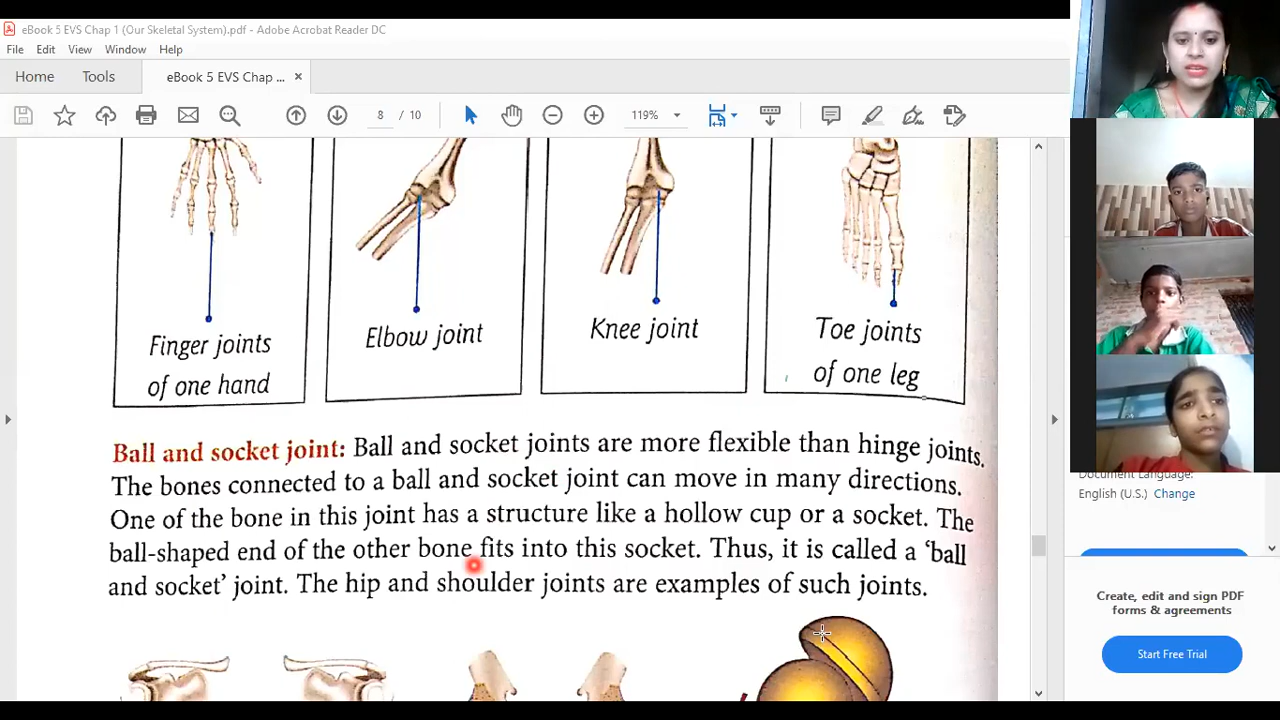 eBook 5 EVS Chap 1 (Our Skeletal System).pdf - Adobe Acrobat Reader DC
File Edit View Window Help
Home Tools eBook 5 EVS Chap ... ×
8 / 10 119%
Finger joints
of one hand
Elbow joint
Knee joint
Toe joints
of one leg
Ball and socket joint: Ball and socket joints are more flexible than hinge joints.
The bones connected to a ball and socket joint can move in many directions.
One of the bone in this joint has a structure like a hollow cup or a socket. The
ball-shaped end of the other bone fits into this socket. Thus, it is called a ‘ball
and socket’ joint. The hip and shoulder joints are examples of such joints.
Document Language:
English (U.S.) Change
Create, edit and sign PDF
forms & agreements
Start Free Trial